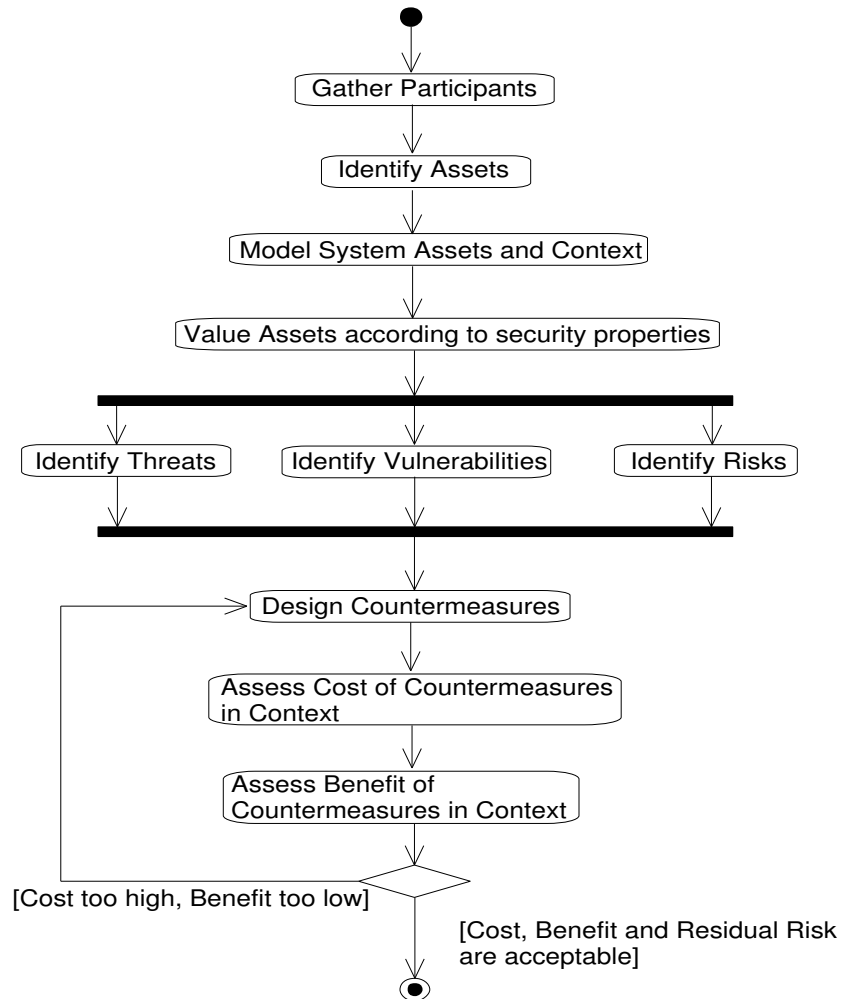 Gather Participants
Identify Assets
Model System Assets and Context
Value Assets according to security properties
Identify Threats
Identify Vulnerabilities
Identify Risks
Design Countermeasures
Assess Cost of Countermeasures
in Context
Assess Benefit of
Countermeasures in Context
[Cost too high, Benefit too low]
[Cost, Benefit and Residual Risk
are acceptable]